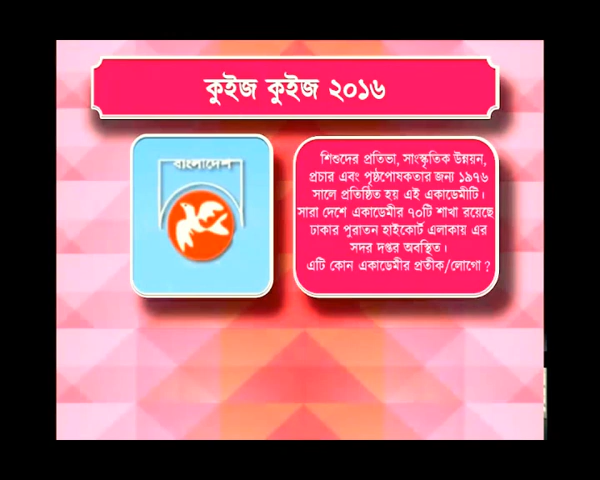 কুইজ কুইজ ২০১৬
বাংলাদেশ
শিশুদের প্রতিভা, সাংস্কৃতিক উন্নয়ন,
প্রচার এবং পৃষ্ঠপোষকতার জন্য ১৯৭৬
সালে প্রতিষ্ঠিত হয় এই একাডেমীটি।
সারা দেশে একাডেমীর ৭০টি শাখা রয়েছে
ঢাকার পুরাতন হাইকোর্ট এলাকায় এর
সদর দপ্তর অবস্থিত।
এটি কোন একাডেমীর প্রতীক/লোগো ?